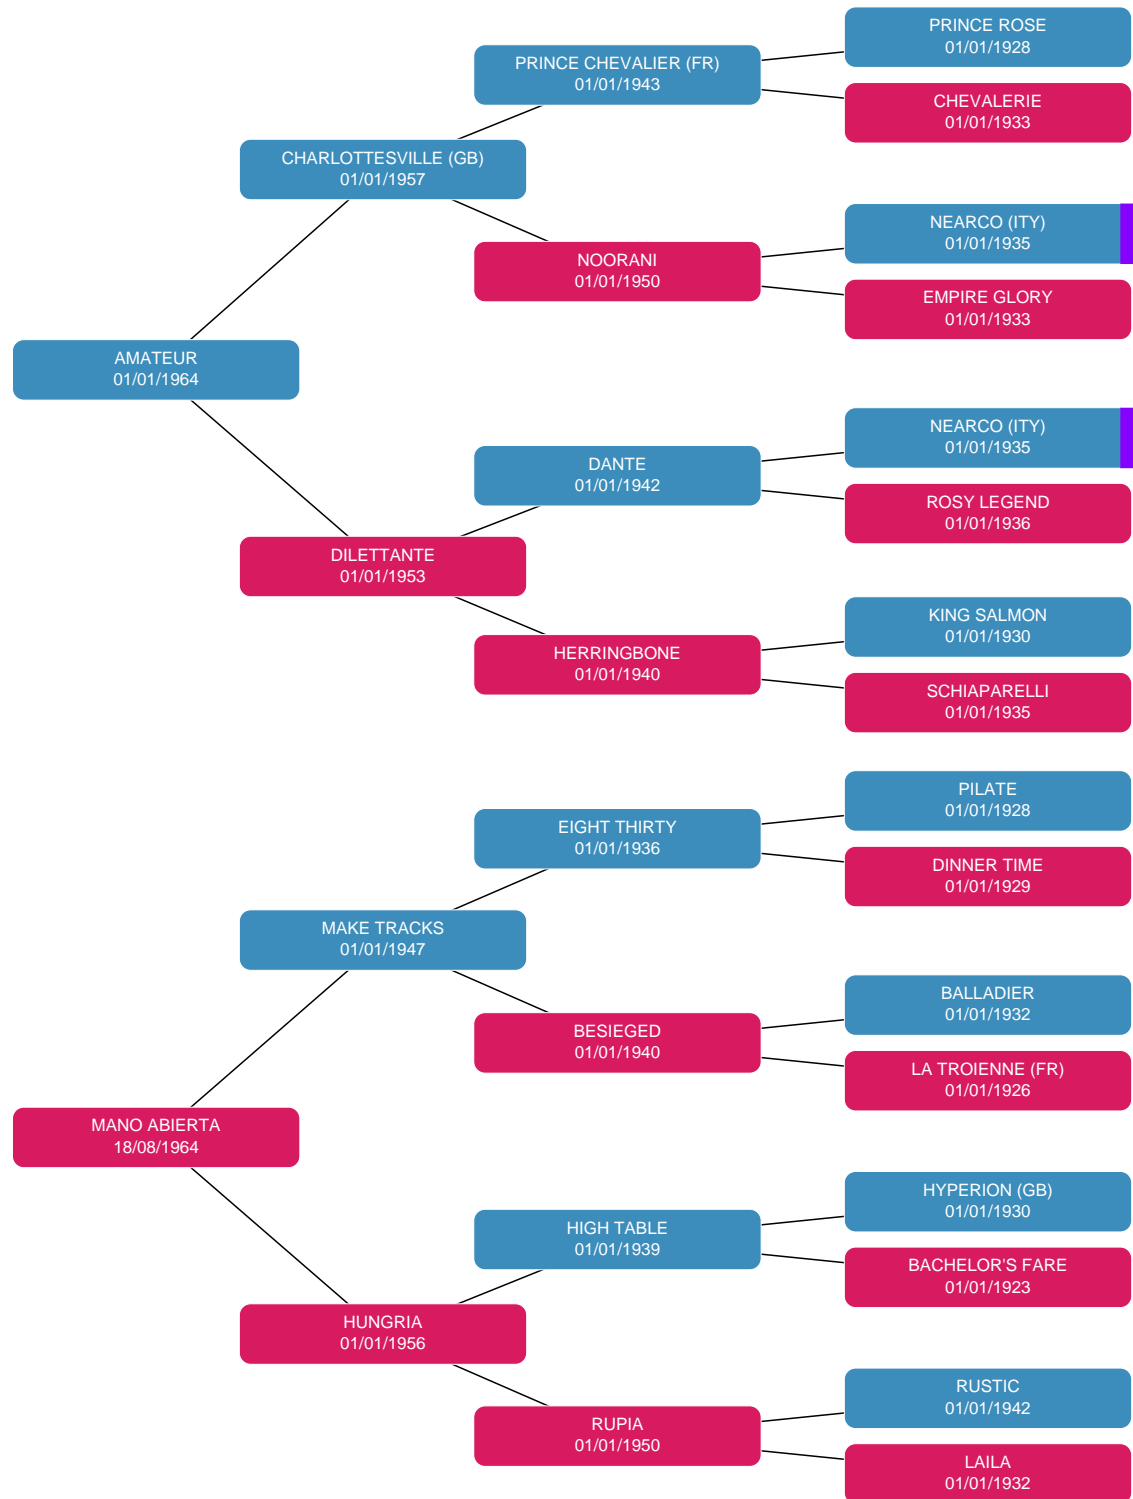 PRINCE ROSE
01/01/1928
PRINCE CHEVALIER (FR)
01/01/1943
CHEVALERIE
01/01/1933
CHARLOTTESVILLE (GB)
01/01/1957
NEARCO (ITY)
01/01/1935
NOORANI
01/01/1950
EMPIRE GLORY
01/01/1933
AMATEUR
01/01/1964
NEARCO (ITY)
01/01/1935
DANTE
01/01/1942
ROSY LEGEND
01/01/1936
DILETTANTE
01/01/1953
KING SALMON
01/01/1930
HERRINGBONE
01/01/1940
SCHIAPARELLI
01/01/1935
PILATE
01/01/1928
EIGHT THIRTY
01/01/1936
DINNER TIME
01/01/1929
MAKE TRACKS
01/01/1947
BALLADIER
01/01/1932
BESIEGED
01/01/1940
LA TROIENNE (FR)
01/01/1926
MANO ABIERTA
18/08/1964
HYPERION (GB)
01/01/1930
HIGH TABLE
01/01/1939
BACHELOR'S FARE
01/01/1923
HUNGRIA
01/01/1956
RUSTIC
01/01/1942
RUPIA
01/01/1950
LAILA
01/01/1932